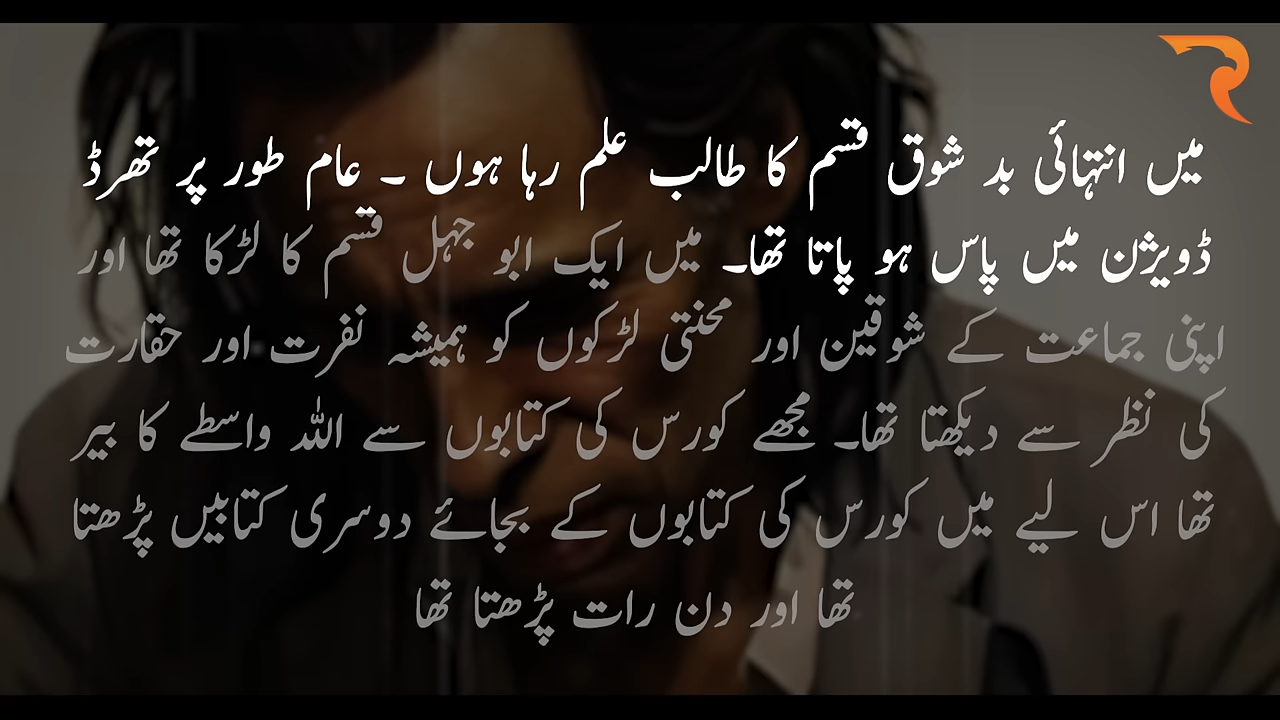 میں انتہائی بد شوق قسم کا طالب علم رہا ہوں ۔ عام طور پر تھرڈ
ڈویژن میں پاس ہو پاتا تھا۔ میں ایک ابو جہل قسم کا لڑکا تھا اور
اپنی جماعت کے شوقین اور محنتی لڑکوں کو ہمیشہ نفرت اور حقارت
کی نظر سے دیکھتا تھا۔ مجھے کورس کی کتابوں سے اللہ واسطے کا بیر
تھا اس لیے میں کورس کی کتابوں کے بجائے دوسری کتابیں پڑھتا
تھا اور دن رات پڑھتا تھا